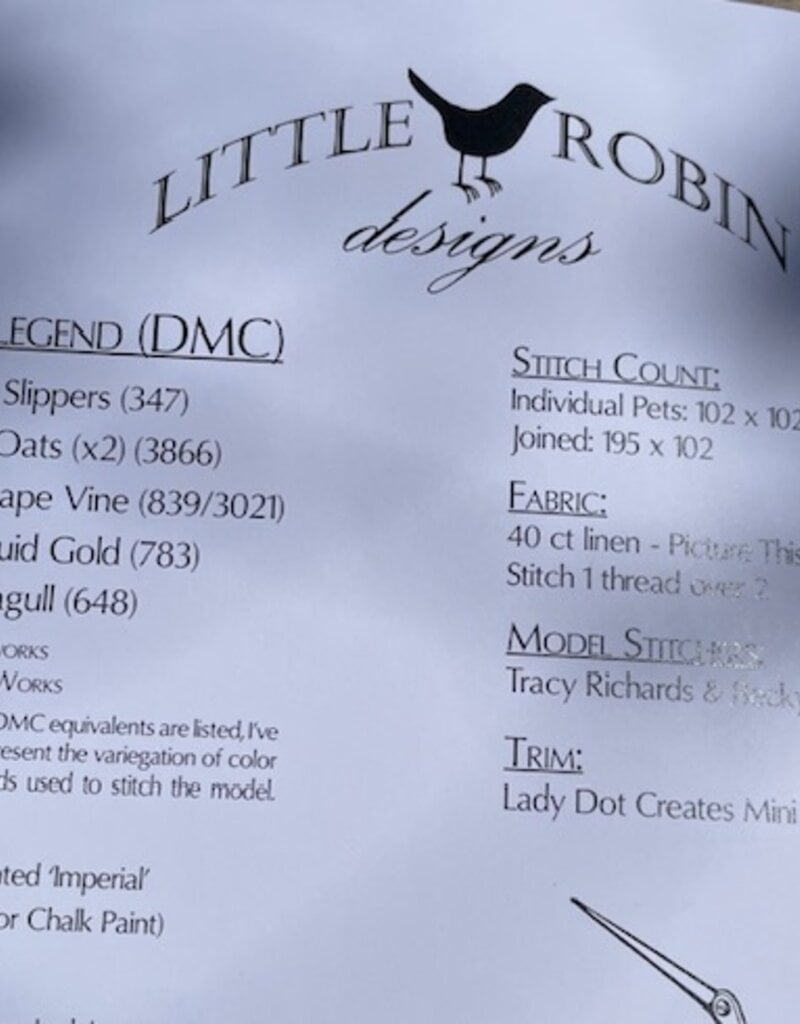 LITTLE ROBIN
designs
LEGEND (DMC)
Slippers (347)
Oats (x2) (3866)
ape Vine (839/3021)
uid Gold (783)
gull (648)
ORKS
WORKS
DMC equivalents are listed, I've
esent the variegation of color
ds used to stitch the model.
ted 'Imperial'
or Chalk Paint)
STITCH COUNT:
Individual Pets: 102 x 102
Joined: 195 x 102
FABRIC:
40 ct linen - Picture This
Stitch 1 thread over 2
MODEL STITCHERS:
Tracy Richards & Becky
TRIM:
Lady Dot Creates Mini